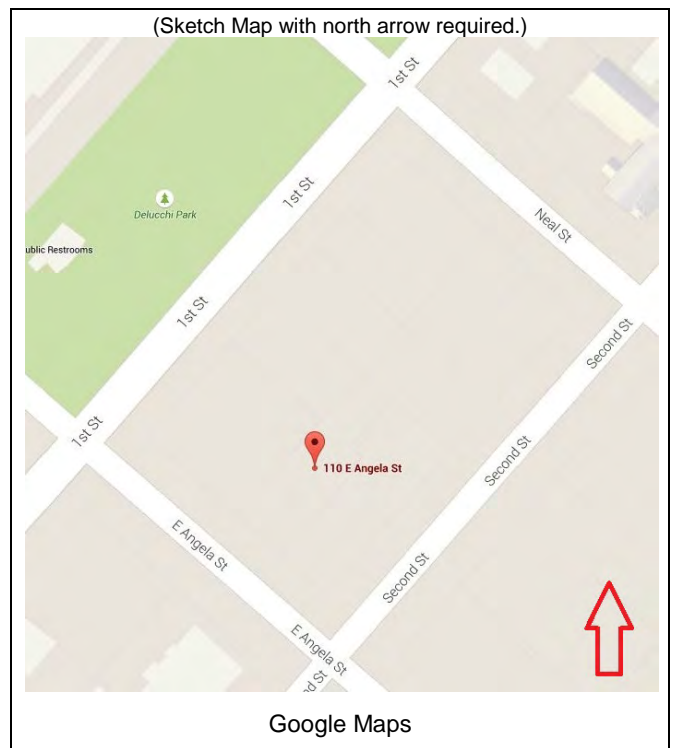 (Sketch Map with north arrow required.)
1st St
1st St
Neal St
Delucchi Park
ublic Restrooms
1st St
Second St
1st St
110 E Angela St
Second St
E Angela St
Second St
E Angela St
d St
Google Maps